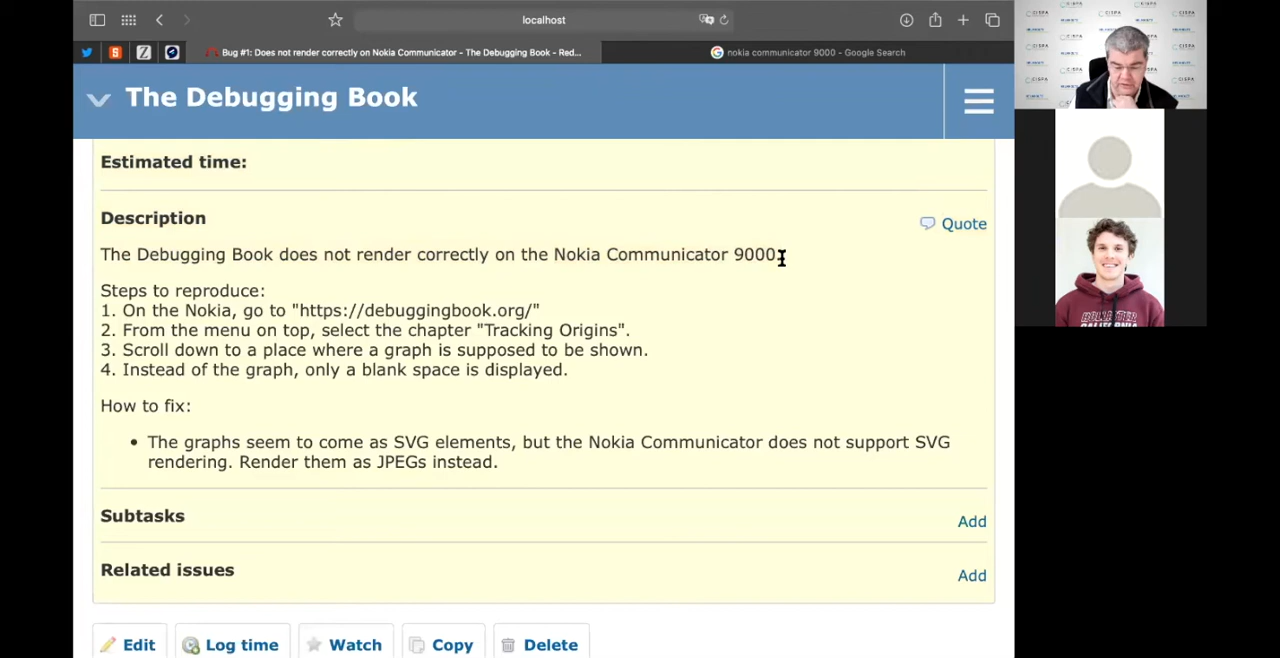 localhost
Bug #1: Does not render correctly on Nokia Communicator - The Debugging Book - Red...
nokia communicator 9000 - Google Search
The Debugging Book
Estimated time:
Description
Quote
The Debugging Book does not render correctly on the Nokia Communicator 9000
Steps to reproduce:
1. On the Nokia, go to "https://debuggingbook.org/"
2. From the menu on top, select the chapter "Tracking Origins".
3. Scroll down to a place where a graph is supposed to be shown.
4. Instead of the graph, only a blank space is displayed.
How to fix:
• The graphs seem to come as SVG elements, but the Nokia Communicator does not support SVG
rendering. Render them as JPEGs instead.
Subtasks
Add
Related issues
Add
Edit
Log time
Watch
Copy
Delete
CISPA
HOLLISTER
CALIFORNIA